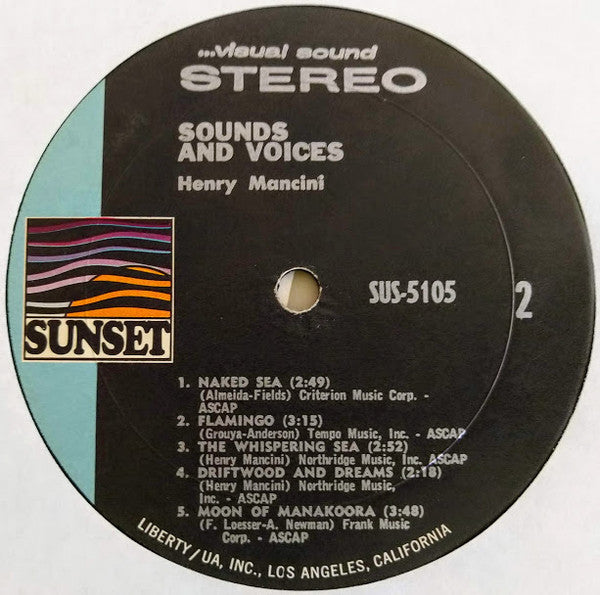 ...visual sound
STEREO
SOUNDS
AND VOICES
Henry Mancini
SUNSET
SUS-5105
2
1. NAKED SEA (2:49)
(Almeida-Fields) Criterion Music Corp. -
ASCAP
2. FLAMINGO (3:15)
(Grouya-Anderson) Tempo Music, Inc. - ASCAP
3. THE WHISPERING SEA (2:52)
(Henry Mancini) Northridge Music, Inc. ASCAP
4. DRIFTWOOD AND DREAMS (2:18)
(Henry Mancini) Northridge Music,
Inc. - ASCAP
5. MOON OF MANAKOORA (3:48)
(F. Loesser-A. Newman) Frank Music
Corp. - ASCAP
LIBERTY/UA, INC., LOS ANGELES, CALIFORNIA